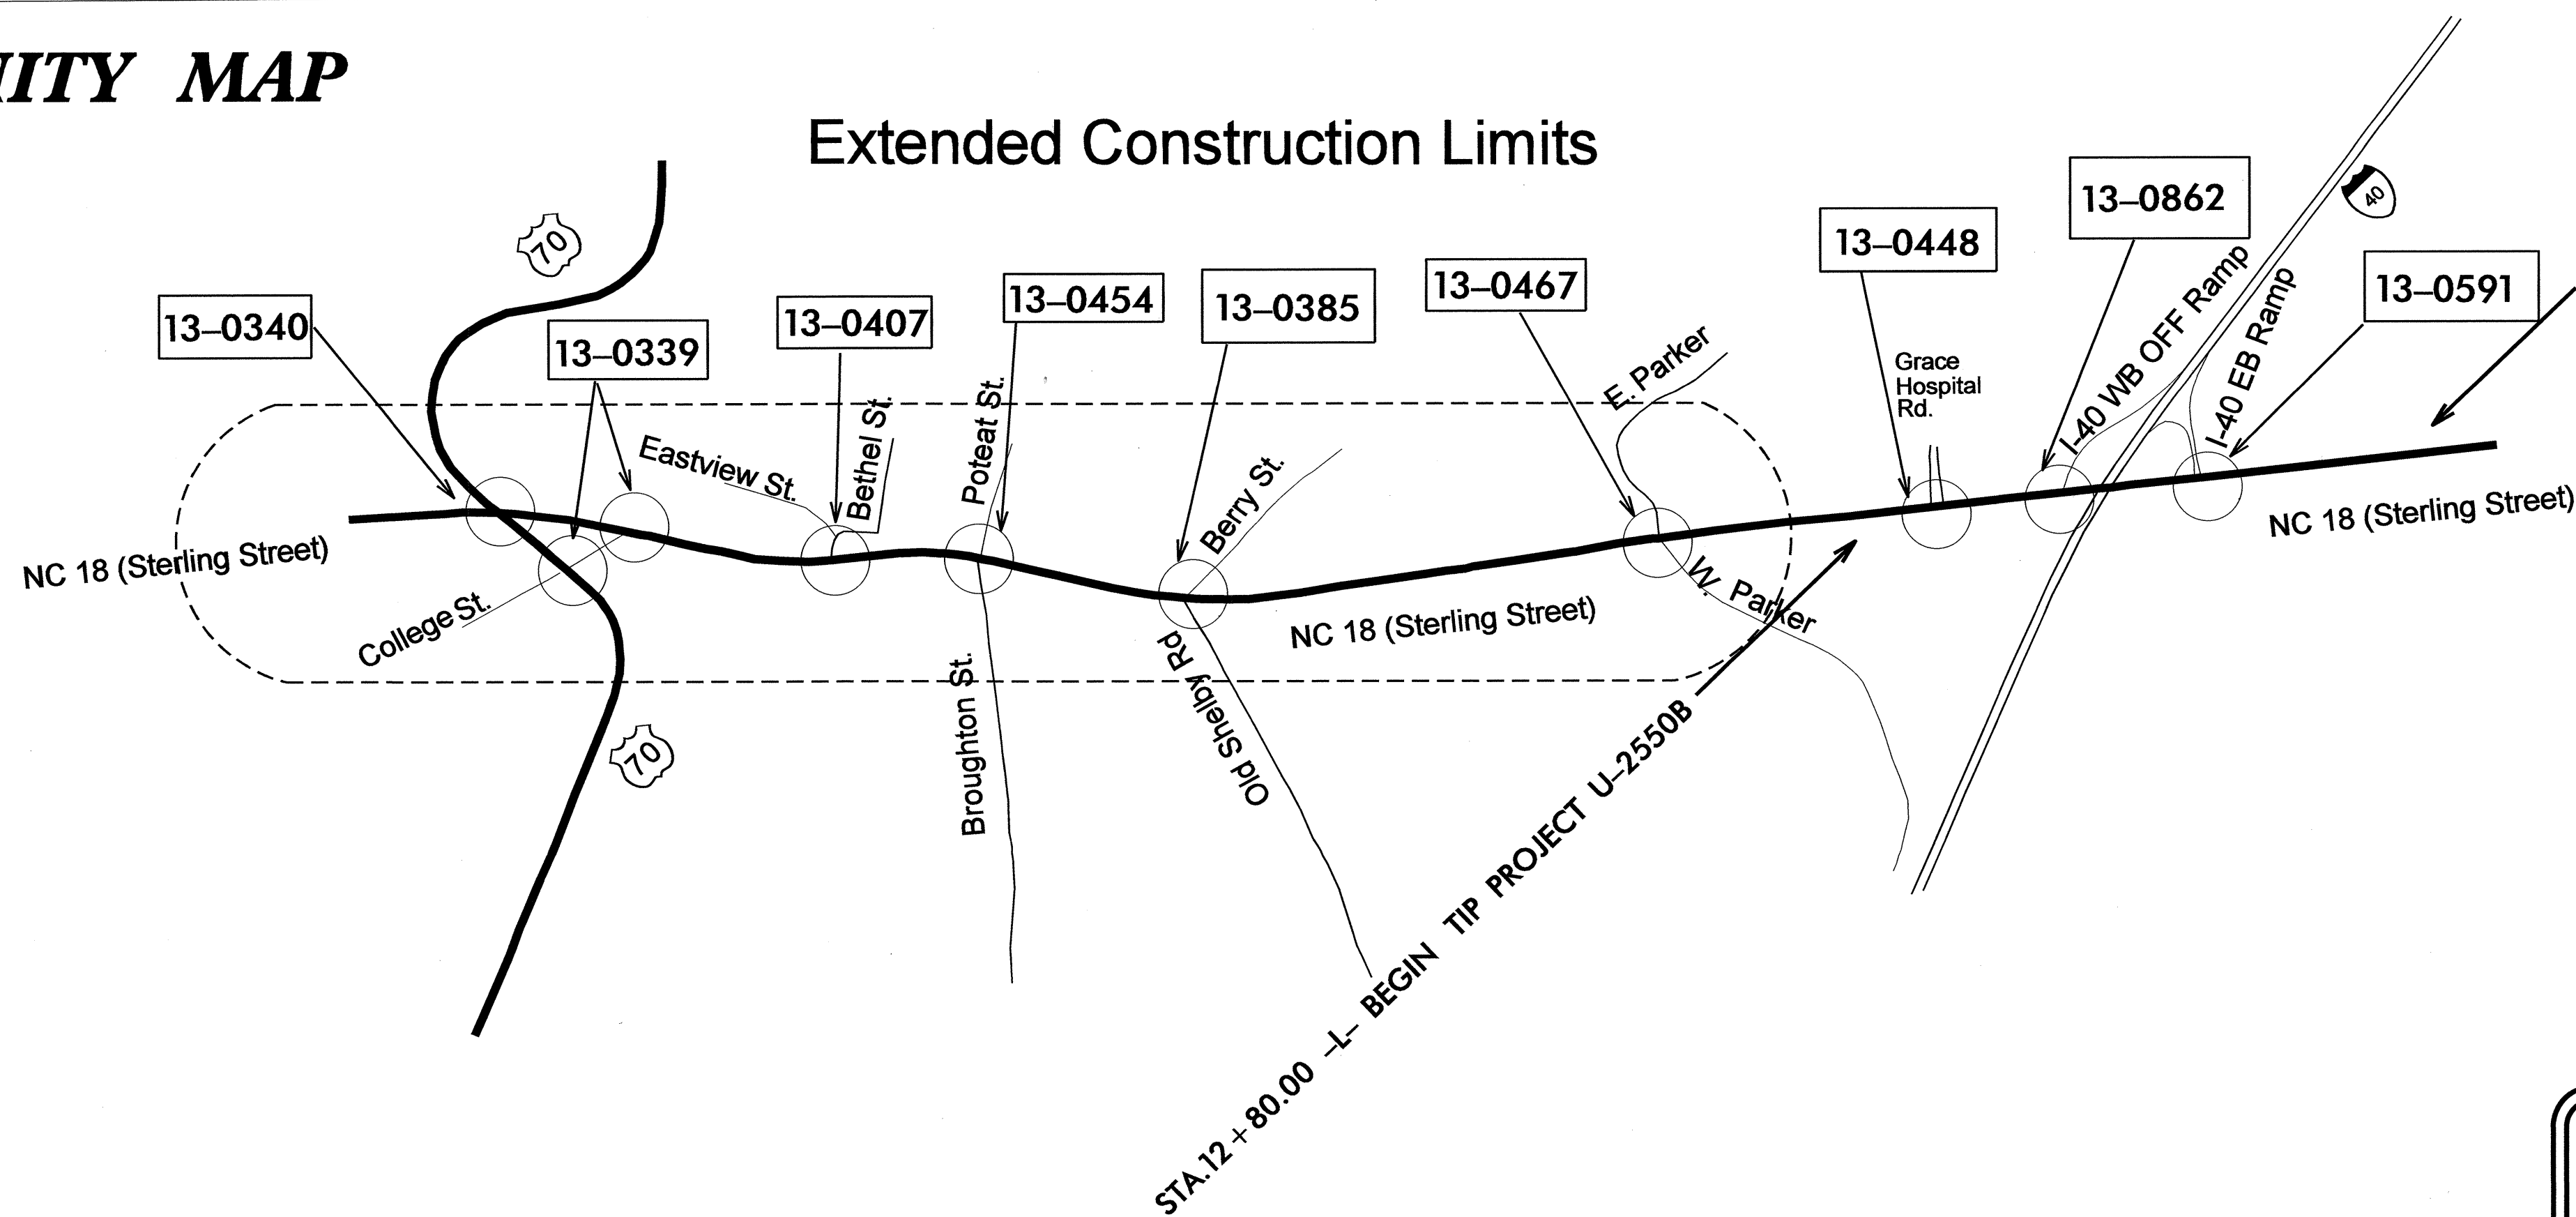 MAP
Extended Construction Limits
70
13–0340
13–0339
13–0407
13–0454
13–0385
13–0467
13–0448
13–0862
13–0591
40
Eastview St.
Bethel St.
Poteat St.
Berry St.
E. Parker
Grace
Hospital
Rd.
I-40 WB OFF Ramp
I-40 EB Ramp
NC 18 (Sterling Street)
College St.
NC 18 (Sterling Street)
W. Parker
NC 18 (Sterling Street)
70
Broughton St.
Old Shelby Rd
STA.12+80.00 –L– BEGIN TIP PROJECT U–2550B